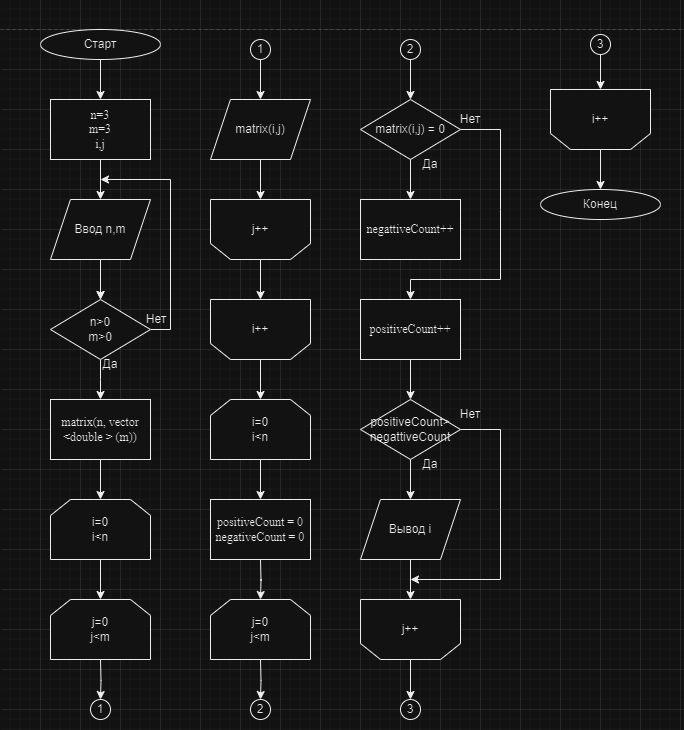 Старт
n=3
m=3
i,j
Ввод n,m
n>0
m>0
Нет
Да
matrix(n, vector
<double > (m))
i=0
i<n
j=0
j<m
1
1
matrix(i,j)
j++
i++
i=0
i<n
positiveCount = 0
negativeCount = 0
j=0
j<m
2
2
matrix(i,j) = 0
Нет
Да
negattiveCount++
positiveCount++
positiveCount>
negattiveCount
Нет
Да
Вывод i
j++
3
3
i++
Конец